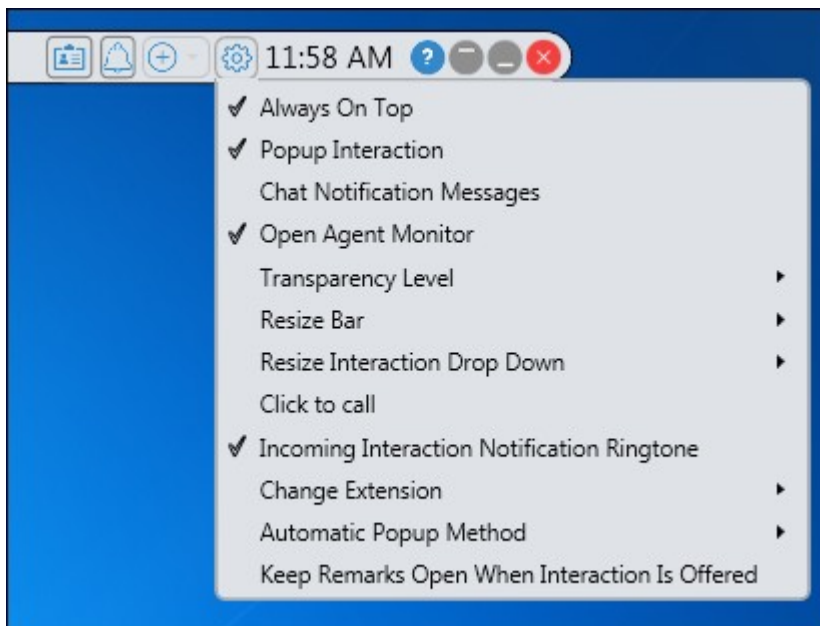 11:58 AM ?
Always On Top
Popup Interaction
Chat Notification Messages
Open Agent Monitor
Transparency Level
Resize Bar
Resize Interaction Drop Down
Click to call
Incoming Interaction Notification Ringtone
Change Extension
Automatic Popup Method
Keep Remarks Open When Interaction Is Offered